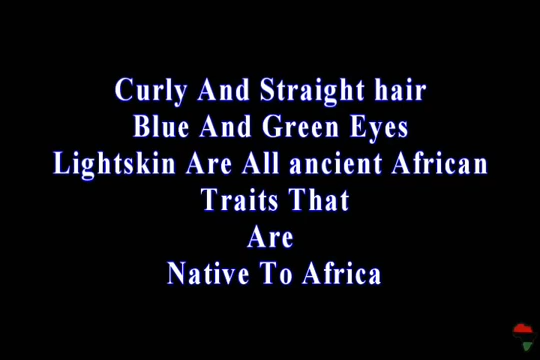 Curly And Straight hair
Blue And Green Eyes
Lightskin Are All ancient African
Traits That
Are
Native To Africa